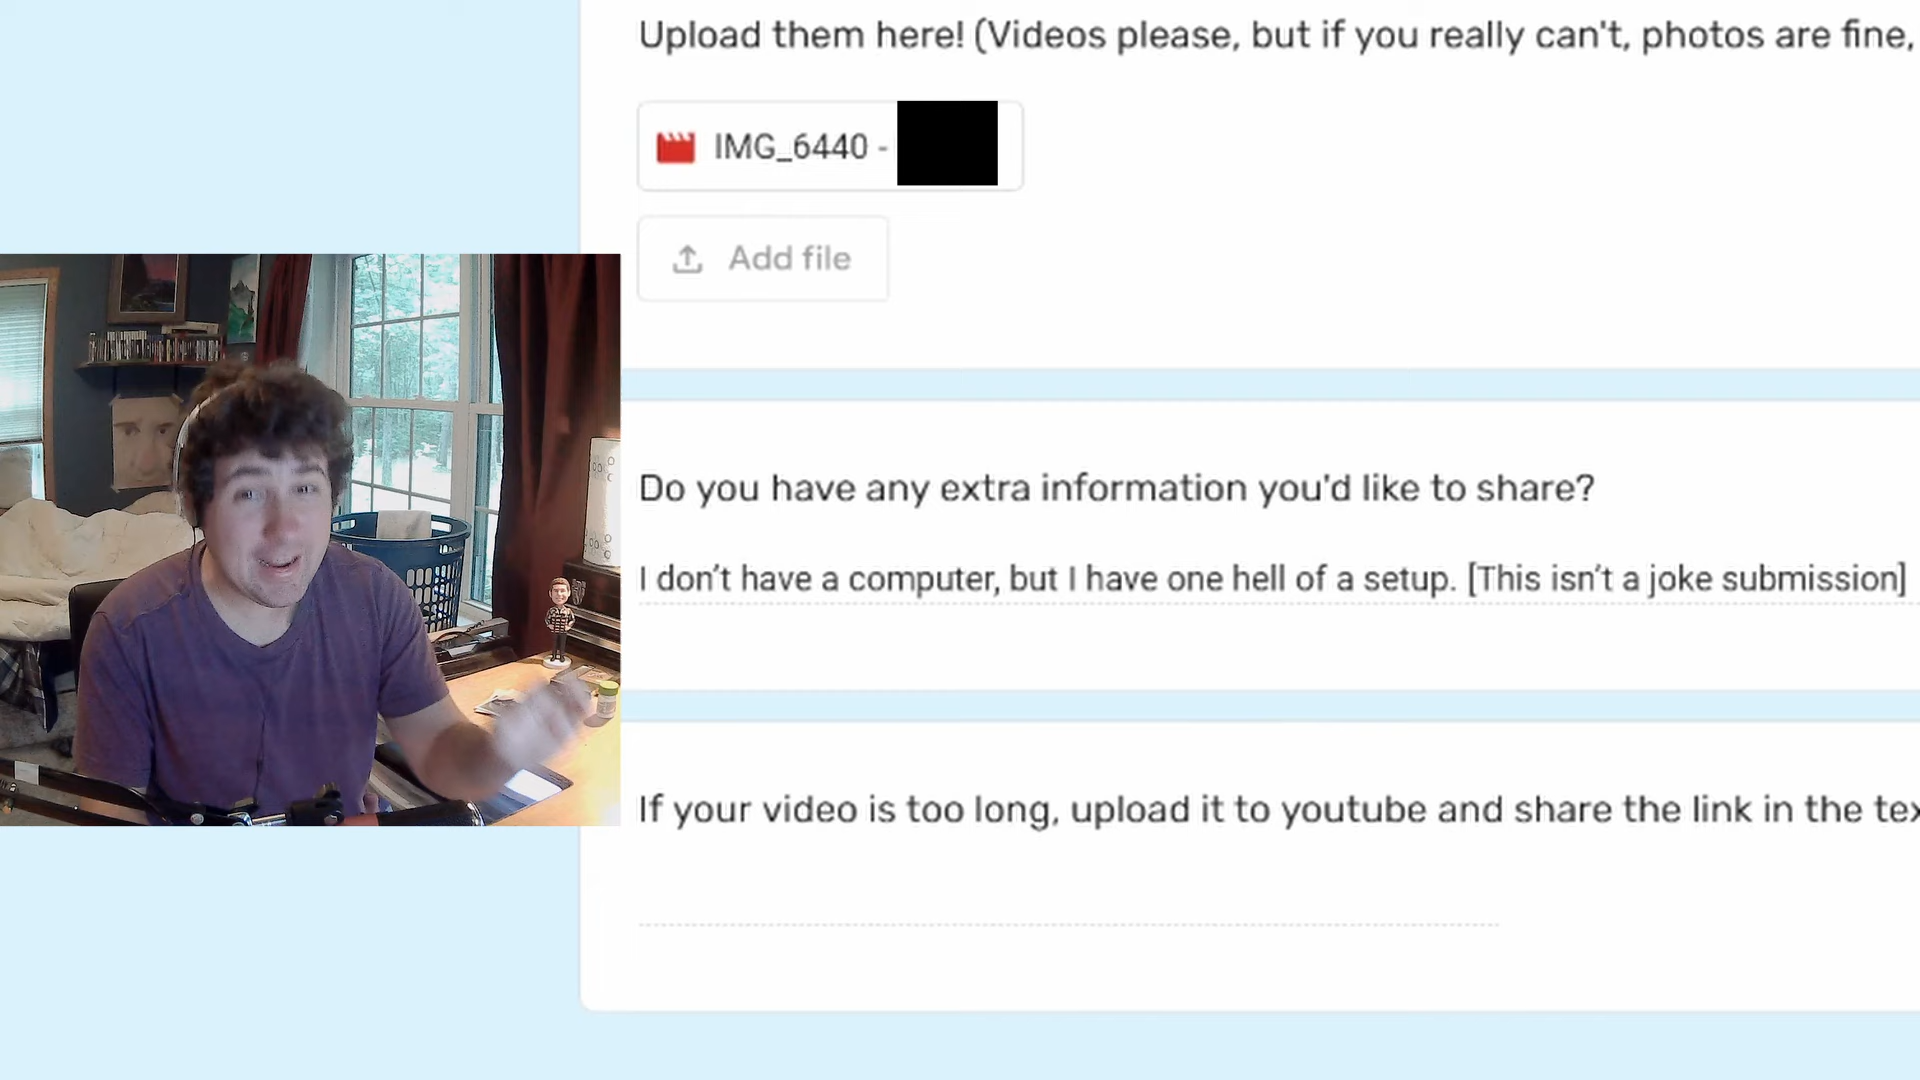 Upload them here! (Videos please, but if you really can't, photos are fine,
IMG_6440 -
Add file
Do you have any extra information you'd like to share?
I don’t have a computer, but I have one hell of a setup. [This isn’t a joke submission]
If your video is too long, upload it to youtube and share the link in the tex